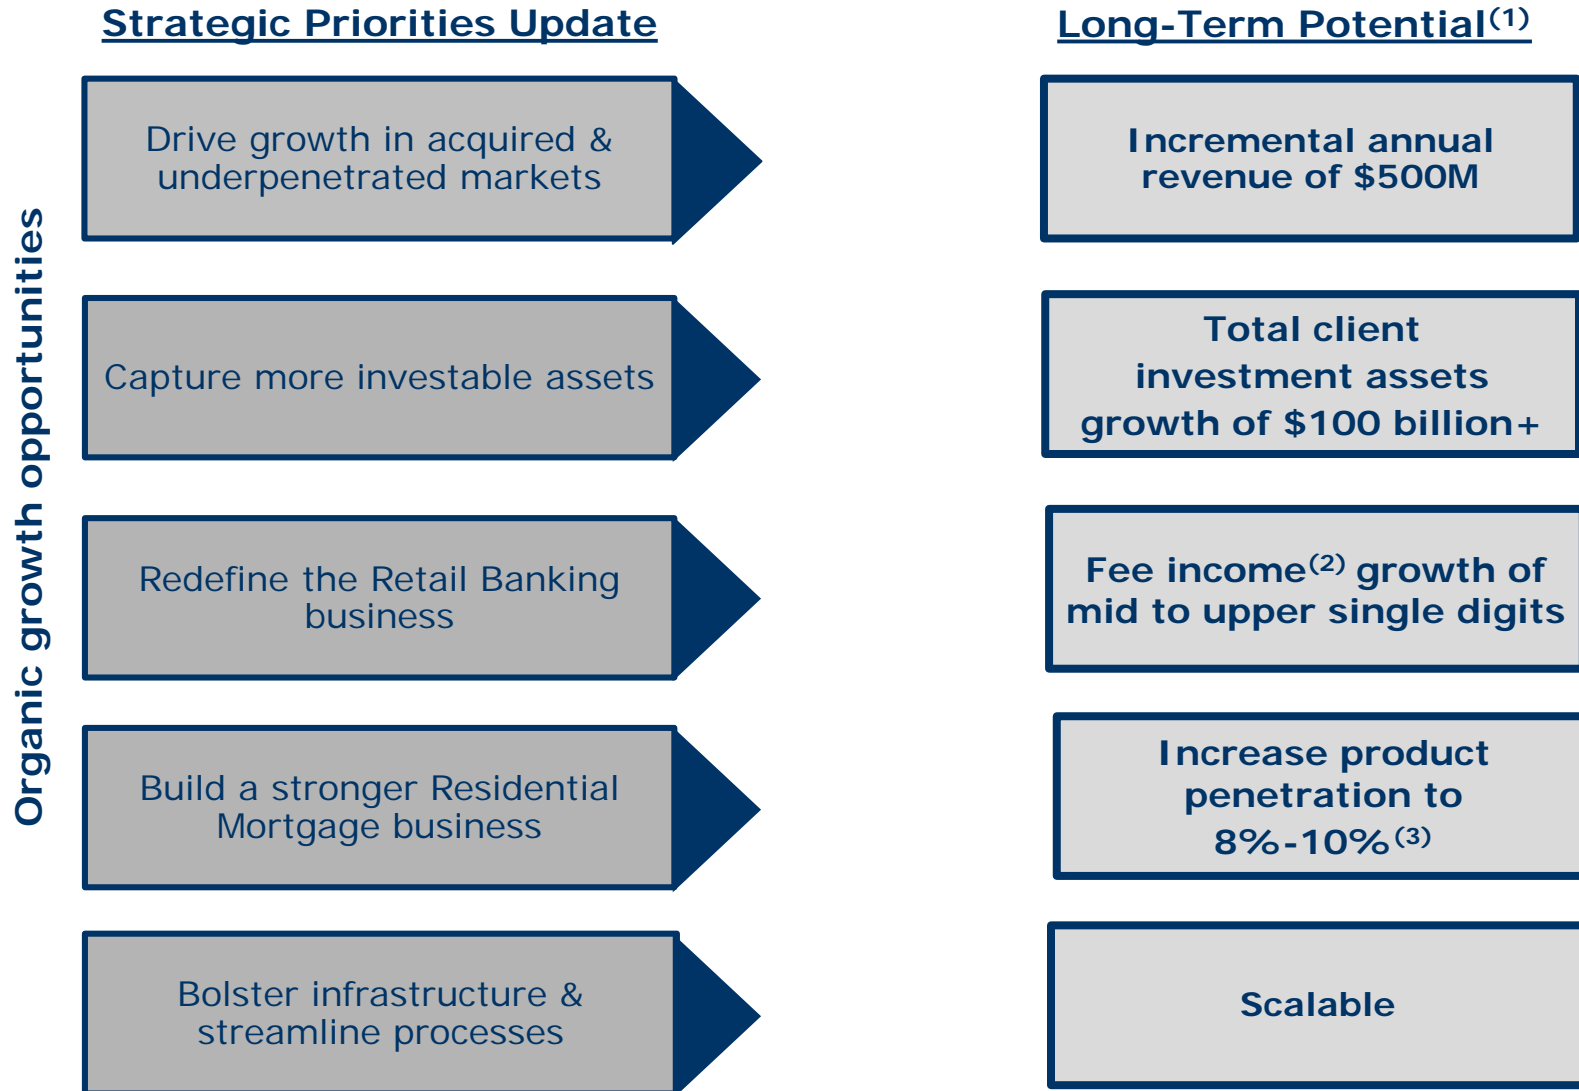 Strategic Priorities Update
Long-Term Potential(1)
Organic growth opportunities
Drive growth in acquired &
underpenetrated markets
Incremental annual
revenue of $500M
Capture more investable assets
Total client
investment assets
growth of $100 billion+
Redefine the Retail Banking
business
Fee income(2) growth of
mid to upper single digits
Build a stronger Residential
Mortgage business
Increase product
penetration to
8%-10%(3)
Bolster infrastructure &
streamline processes
Scalable